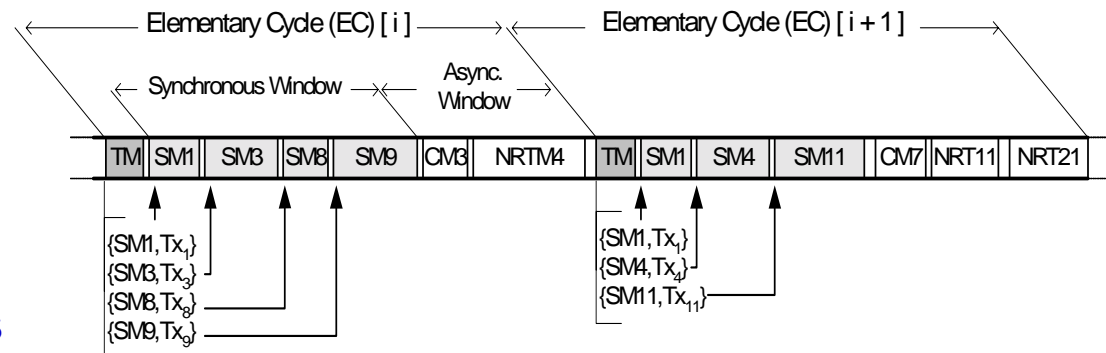 Elementary Cycle (EC) [ i ] Elementary Cycle (EC) [ i + 1 ]
Synchronous Window Async. Window
TM SM1 SM3 SM8 SM9 CM3 NRTM4 TM SM1 SM4 SM11 CM7 NRT11 NRT21
{SM1,Tx1}
{SM3,Tx3}
{SM8,Tx8}
{SM9,Tx9}
{SM1,Tx1}
{SM4,Tx4}
{SM11,Tx11}